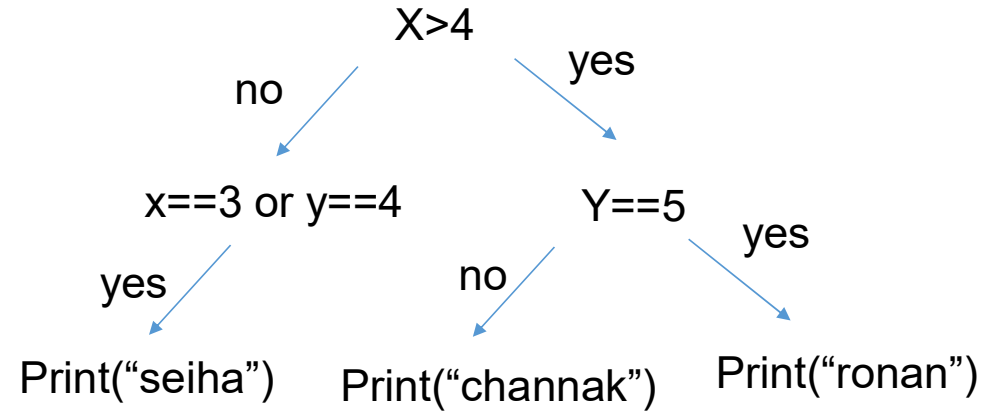 X>4
no
yes
x==3 or y==4
Y==5
yes
no
yes
Print(“seiha”)
Print(“channak”)
Print(“ronan”)